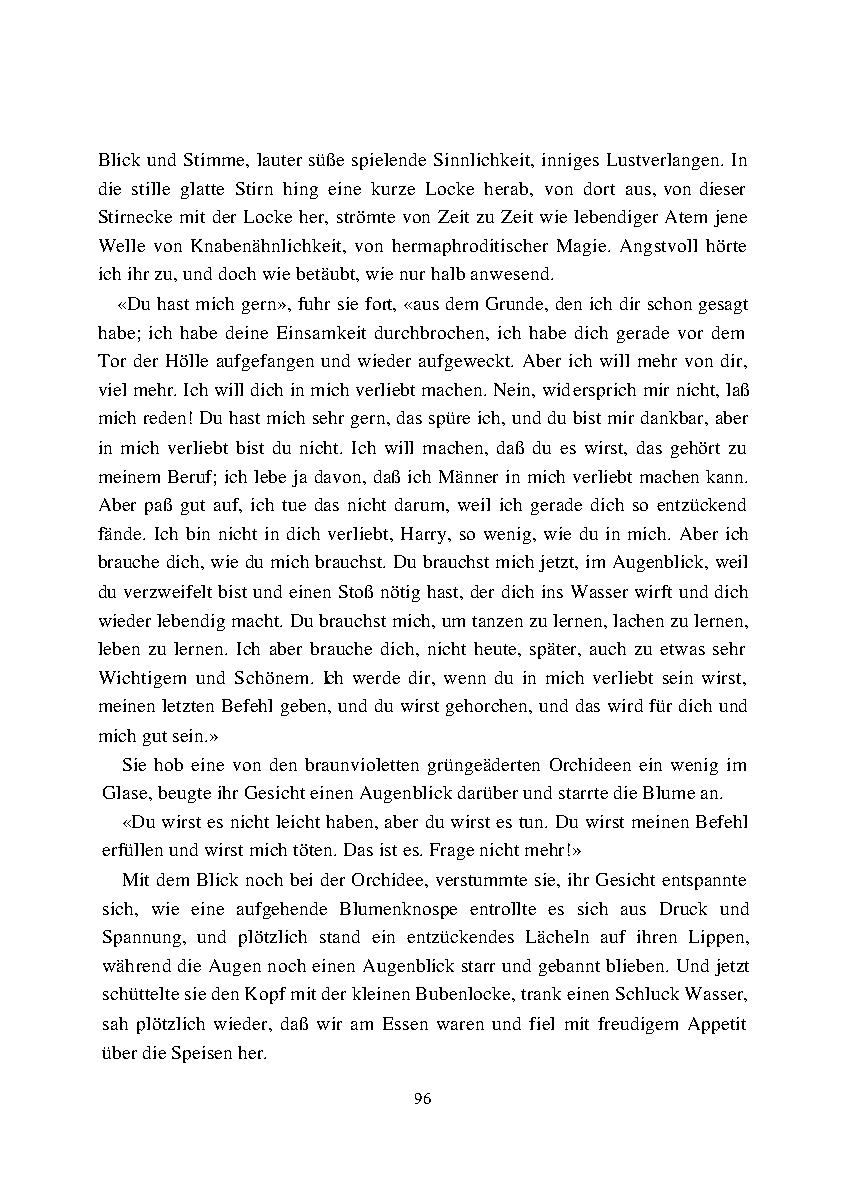 Blick und Stimme, lauter süße spielende Sinnlichkeit, inniges Lustverlangen. In
die stille glatte Stirn hing eine kurze Locke herab, von dort aus, von dieser
Stirnecke mit der Locke her, strömte von Zeit zu Zeit wie lebendiger Atem jene
Welle von Knabenähnlichkeit, von hermaphroditischer Magie. Angstvoll hörte
ich ihr zu, und doch wie betäubt, wie nur halb anwesend.
«Du hast mich gern», fuhr sie fort, «aus dem Grunde, den ich dir schon gesagt
habe; ich habe deine Einsamkeit durchbrochen, ich habe dich gerade vor dem
Tor der Hölle aufgefangen und wieder aufgeweckt. Aber ich will mehr von dir,
viel mehr. Ich will dich in mich verliebt machen. Nein, widersprich mir nicht, laß
mich reden! Du hast mich sehr gern, das spüre ich, und du bist mir dankbar, aber
in mich verliebt bist du nicht. Ich will machen, daß du es wirst, das gehört zu
meinem Beruf; ich lebe ja davon, daß ich Männer in mich verliebt machen kann.
Aber paß gut auf, ich tue das nicht darum, weil ich gerade dich so entzückend
fände. Ich bin nicht in dich verliebt, Harry, so wenig, wie du in mich. Aber ich
brauche dich, wie du mich brauchst. Du brauchst mich jetzt, im Augenblick, weil
du verzweifelt bist und einen Stoß nötig hast, der dich ins Wasser wirft und dich
wieder lebendig macht. Du brauchst mich, um tanzen zu lernen, lachen zu lernen,
leben zu lernen. Ich aber brauche dich, nicht heute, später, auch zu etwas sehr
Wichtigem und Schönem. Ich werde dir, wenn du in mich verliebt sein wirst,
meinen letzten Befehl geben, und du wirst gehorchen, und das wird für dich und
mich gut sein.»
Sie hob eine von den braunvioletten grüngeäderten Orchideen ein wenig im
Glase, beugte ihr Gesicht einen Augenblick darüber und starrte die Blume an.
«Du wirst es nicht leicht haben, aber du wirst es tun. Du wirst meinen Befehl
erfüllen und wirst mich töten. Das ist es. Frage nicht mehr!»
Mit dem Blick noch bei der Orchidee, verstummte sie, ihr Gesicht entspannte
sich, wie eine aufgehende Blumenknospe entrollte es sich aus Druck und
Spannung, und plötzlich stand ein entzückendes Lächeln auf ihren Lippen,
während die Augen noch einen Augenblick starr und gebannt blieben. Und jetzt
schüttelte sie den Kopf mit der kleinen Bubenlocke, trank einen Schluck Wasser,
sah plötzlich wieder, daß wir am Essen waren und fiel mit freudigem Appetit
über die Speisen her.
96